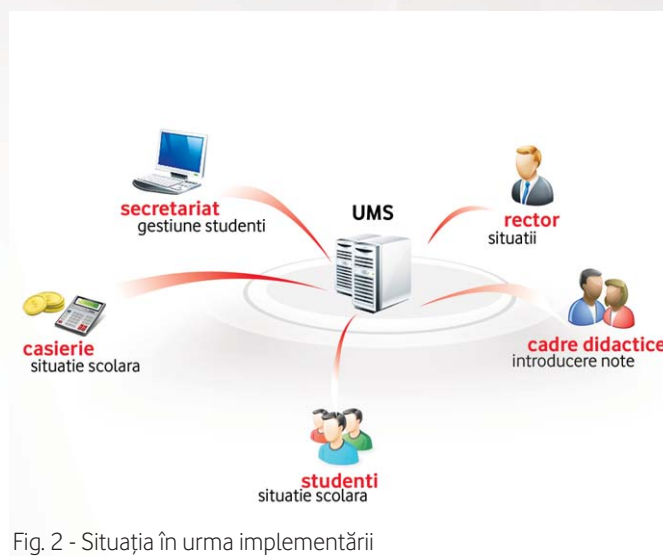 UMS
secretariat
gestiune studenti
rector
situatii
casierie
situatie scolara
cadre didactice
introducere note
studenti
situatie scolara
Fig. 2 - Situația în urma implementării